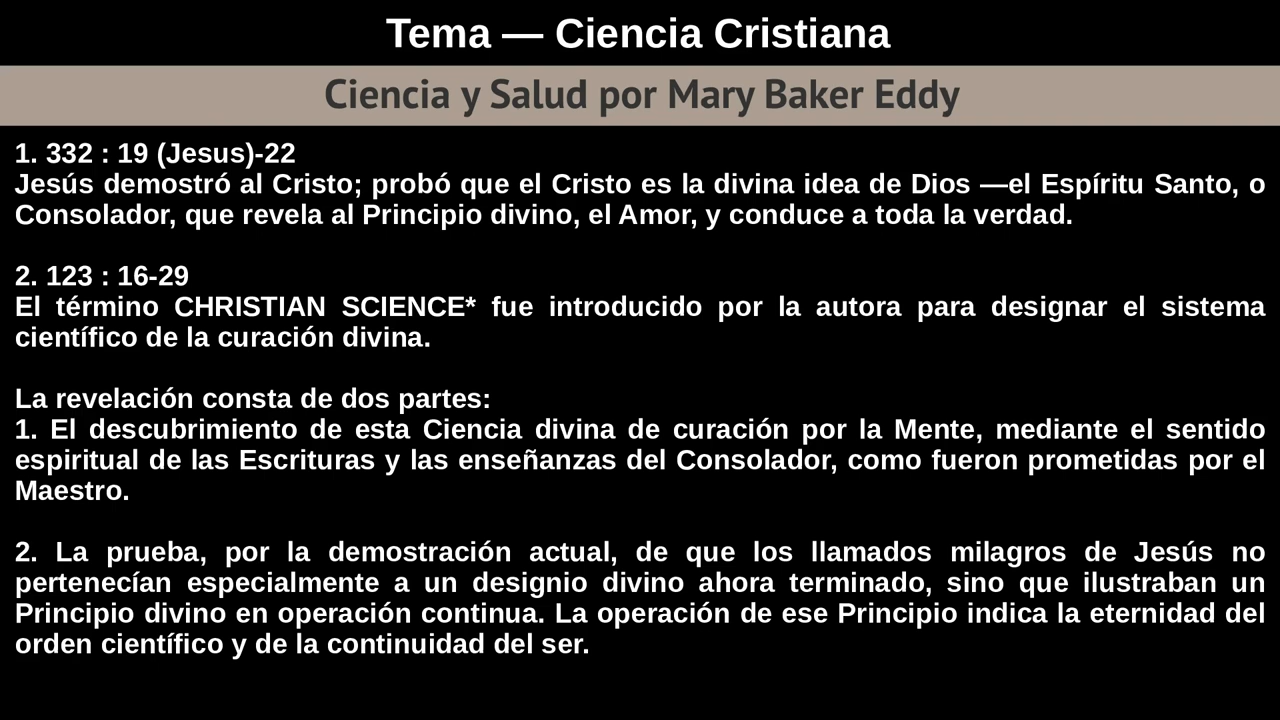 Tema — Ciencia Cristiana
Ciencia y Salud por Mary Baker Eddy
1. 332 : 19 (Jesus)-22
Jesús demostró al Cristo; probó que el Cristo es la divina idea de Dios —el Espíritu Santo, o
Consolador, que revela al Principio divino, el Amor, y conduce a toda la verdad.
2. 123 : 16-29
El término CHRISTIAN SCIENCE* fue introducido por la autora para designar el sistema
científico de la curación divina.
La revelación consta de dos partes:
1. El descubrimiento de esta Ciencia divina de curación por la Mente, mediante el sentido
espiritual de las Escrituras y las enseñanzas del Consolador, como fueron prometidas por el
Maestro.
2. La prueba, por la demostración actual, de que los llamados milagros de Jesús no
pertenecían especialmente a un designio divino ahora terminado, sino que ilustraban un
Principio divino en operación continua. La operación de ese Principio indica la eternidad del
orden científico y de la continuidad del ser.